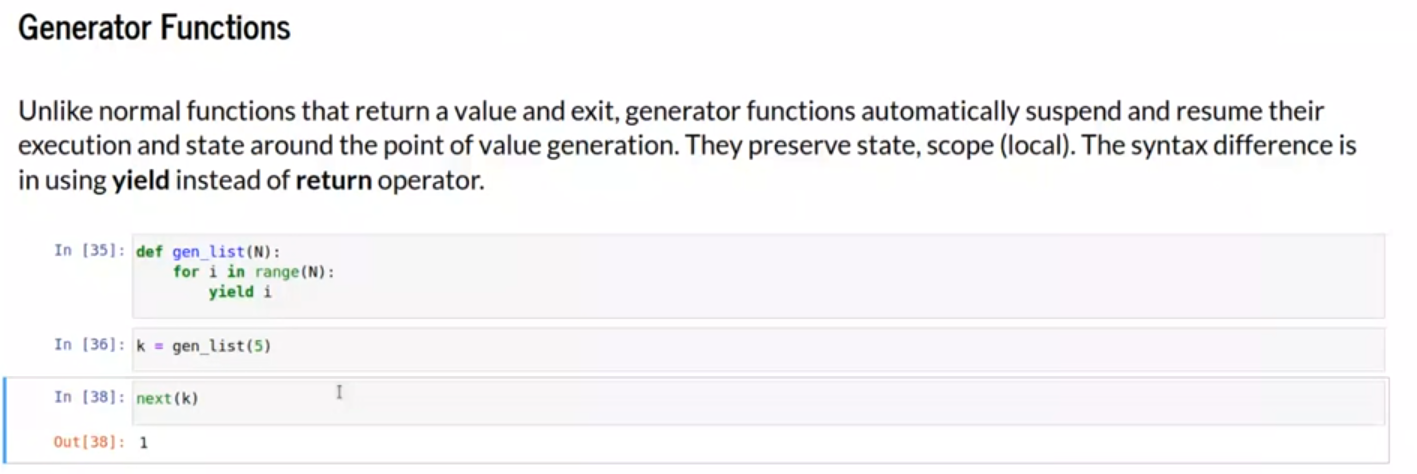 Generator Functions
Unlike normal functions that return a value and exit, generator functions automatically suspend and resume their
execution and state around the point of value generation. They preserve state, scope (local). The syntax difference is
in using yield instead of return operator.
In [35]: def gen_list(N):
for i in range(N):
yield i
In [36]: k = gen_list(5)
In [38]: next(k)
Out[38]: 1